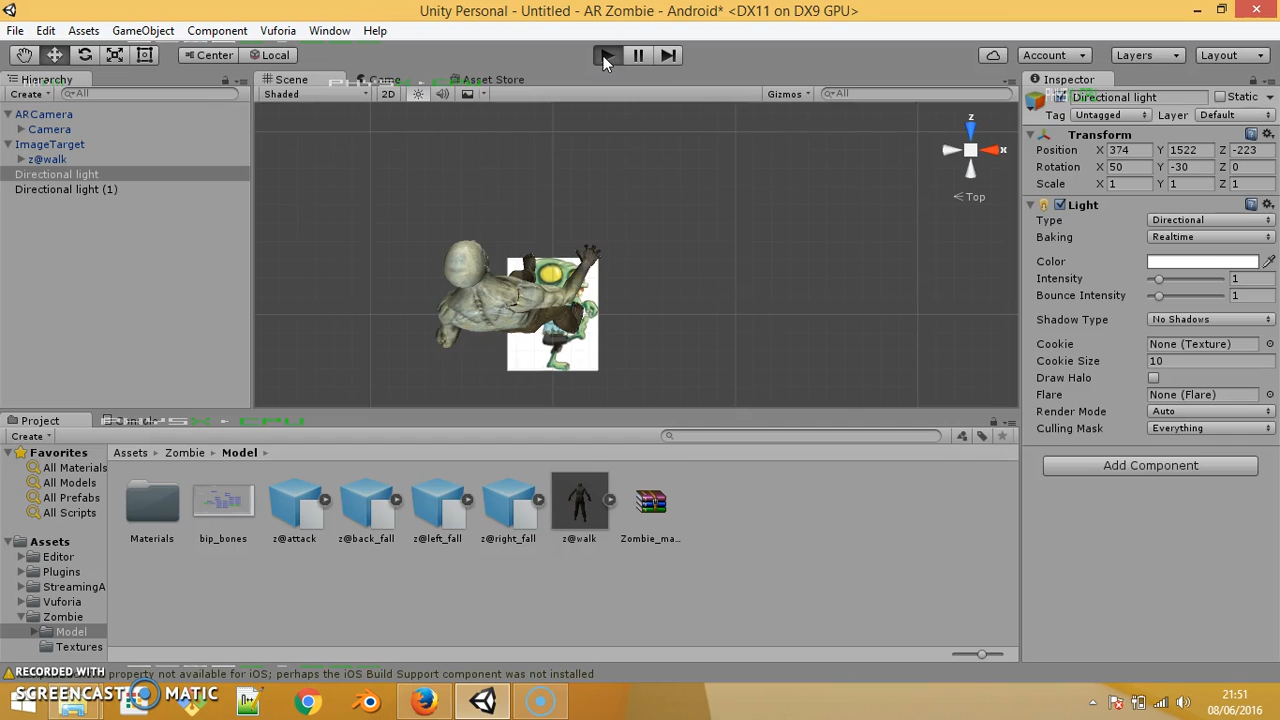 Unity Personal - Untitled - AR Zombie - Android* <DX11 on DX9 GPU>
File Edit Assets GameObject Component Vuforia Window Help
Center Local Account Layers Layout
Hierarchy
Create All
ARCamera
Camera
ImageTarget
z@walk
Directional light
Directional light (1)
Scene Game Asset Store
Shaded 2D Gizmos All
z
x
Top
Inspector
Directional light Static
Tag Untagged Layer Default
Transform
Position X 374 Y 1522 Z -223
Rotation X 50 Y -30 Z 0
Scale X 1 Y 1 Z 1
Light
Type Directional
Baking Realtime
Color
Intensity 1
Bounce Intensity 1
Shadow Type No Shadows
Cookie None (Texture)
Cookie Size 10
Draw Halo
Flare None (Flare)
Render Mode Auto
Culling Mask Everything
Add Component
Project
Create
Favorites
All Materials
All Models
All Prefabs
All Scripts
Assets
Editor
Plugins
StreamingA
Vuforia
Zombie
Model
Textures
Assets Zombie Model
Materials bip_bones z@attack z@back_fall z@left_fall z@right_fall z@walk Zombie_ma...
property not available for iOS; perhaps the iOS Build Support component was not installed
RECORDED WITH
SCREENCAST MATIC
21:51
08/06/2016